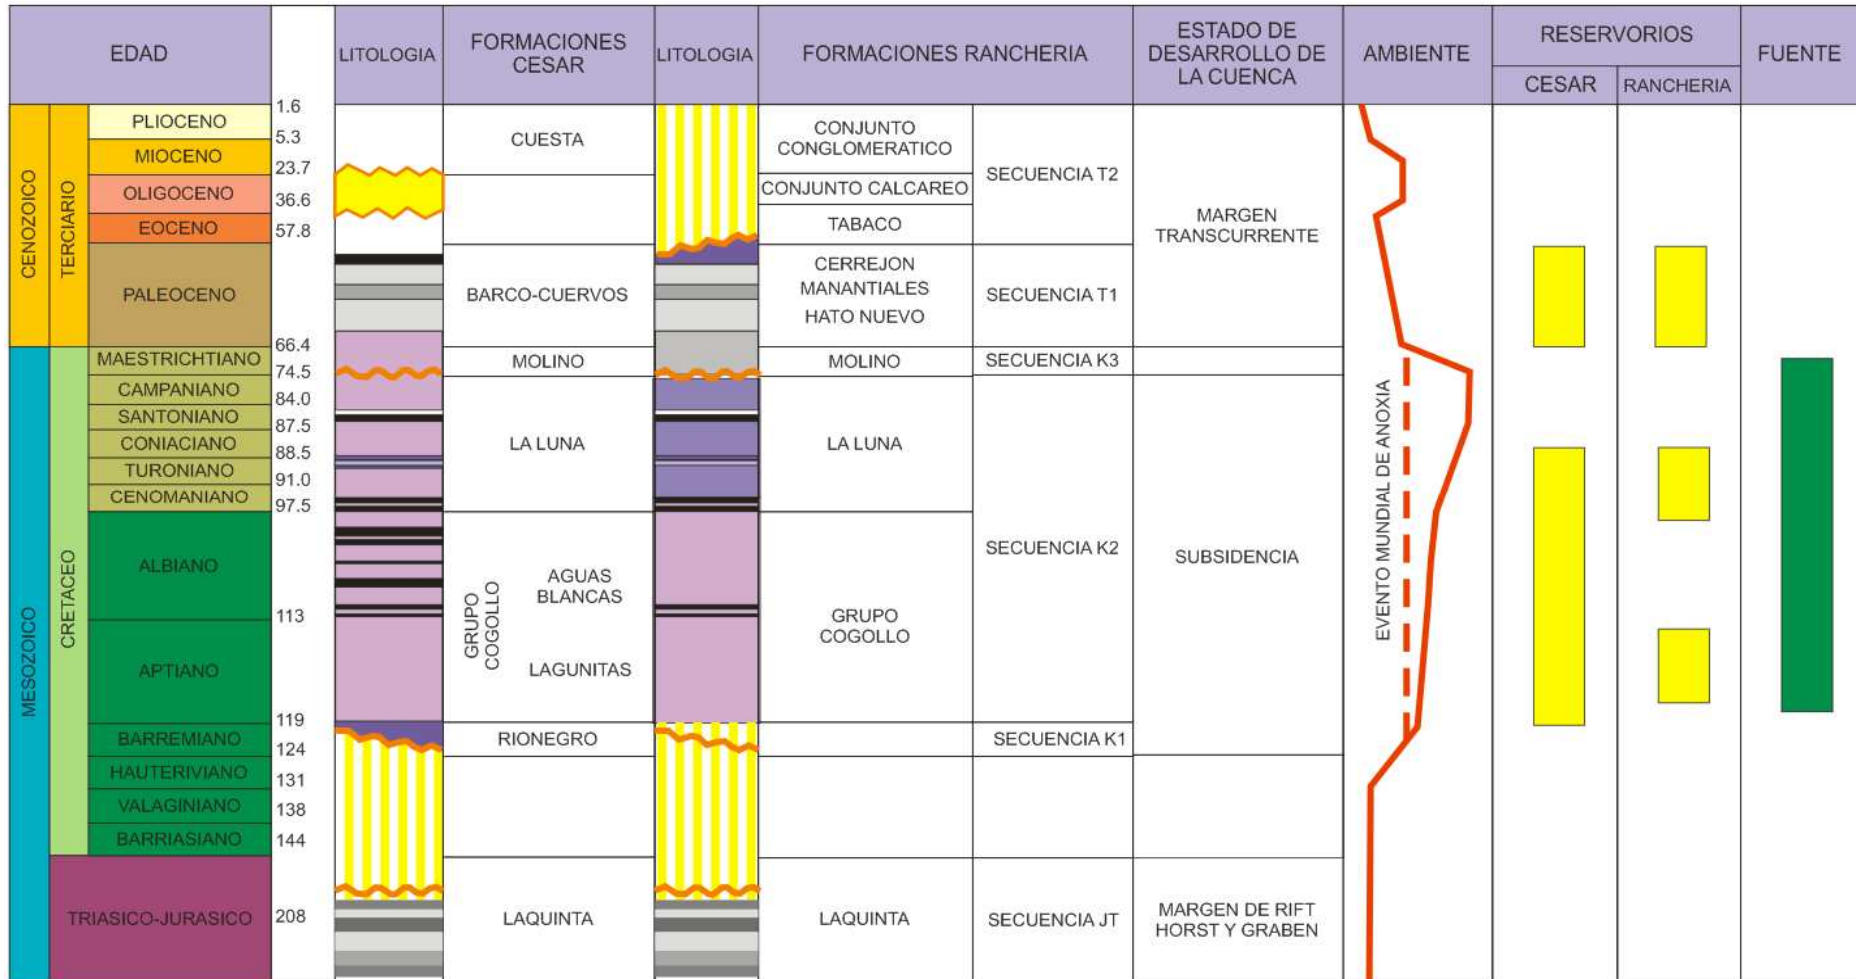 EDAD
LITOLOGIA
FORMACIONES
CESAR
LITOLOGIA
FORMACIONES RANCHERIA
ESTADO DE
DESARROLLO DE
LA CUENCA
AMBIENTE
RESERVORIOS
CESAR
RANCHERIA
FUENTE
CENOZOICO
TERCIARIO
PLIOCENO
MIOCENO
OLIGOCENO
EOCENO
PALEOCENO
MESOZOICO
CRETACEO
MAESTRICHTIANO
CAMPANIANO
SANTONIANO
CONIACIANO
TURONIANO
CENOMANIANO
ALBIANO
APTIANO
BARREMIANO
HAUTERIVIANO
VALAGINIANO
BARRIASIANO
TRIASICO-JURASICO
1.6
5.3
23.7
36.6
57.8
66.4
74.5
84.0
87.5
88.5
91.0
97.5
113
119
124
131
138
144
208
CUESTA
BARCO-CUERVOS
MOLINO
LA LUNA
GRUPO
COGOLLO
AGUAS
BLANCAS
LAGUNITAS
RIONEGRO
LAQUINTA
CONJUNTO
CONGLOMERATICO
CONJUNTO CALCAREO
TABACO
CERREJON
MANANTIALES
HATO NUEVO
MOLINO
LA LUNA
GRUPO
COGOLLO
LAQUINTA
SECUENCIA T2
SECUENCIA T1
SECUENCIA K3
SECUENCIA K2
SECUENCIA K1
SECUENCIA JT
MARGEN
TRANSCURRENTE
SUBSIDENCIA
MARGEN DE RIFT
HORST Y GRABEN
EVENTO MUNDIAL DE ANOXIA